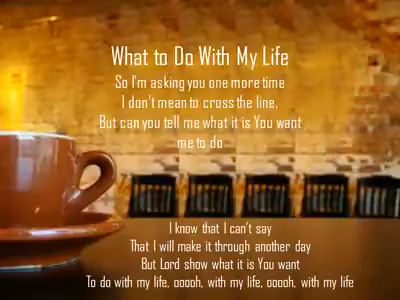 What to Do With My Life
So I'm asking you one more time
I don't mean to cross the line,
But can you tell me what it is You want
me to do
I know that I can't say
That I will make it through another day
But Lord show what it is You want
To do with my life, ooooh, with my life, ooooh, with my life